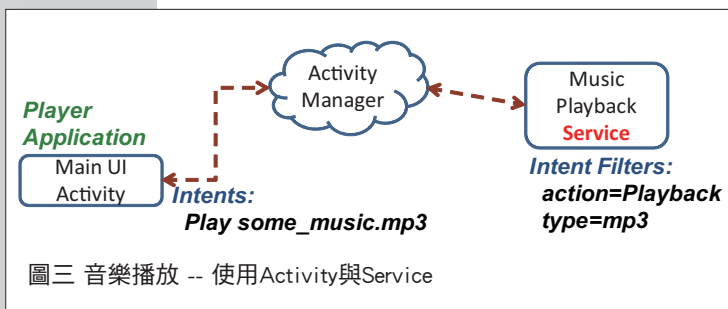 Activity
Manager
Music
Playback
Service
Player
Application
Main UI
Activity
Intents:
Play some_music.mp3
Intent Filters:
action=Playback
type=mp3
圖三 音樂播放 -- 使用Activity與Service